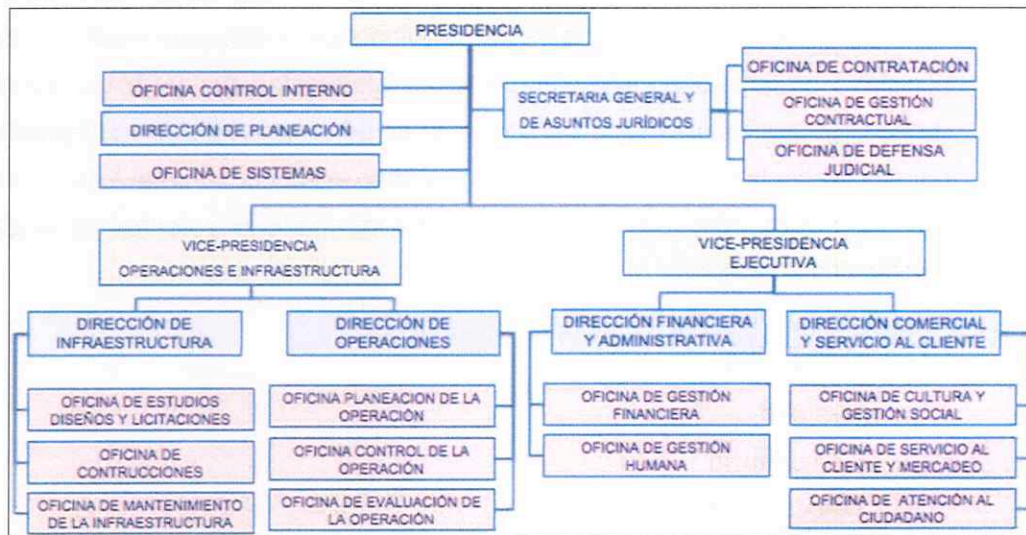 PRESIDENCIA
OFICINA CONTROL INTERNO
DIRECCIÓN DE PLANEACIÓN
OFICINA DE SISTEMAS
SECRETARIA GENERAL Y
DE ASUNTOS JURÍDICOS
OFICINA DE CONTRATACIÓN
OFICINA DE GESTIÓN
CONTRACTUAL
OFICINA DE DEFENSA
JUDICIAL
VICE-PRESIDENCIA
OPERACIONES E INFRAESTRUCTURA
VICE-PRESIDENCIA
EJECUTIVA
DIRECCIÓN DE
INFRAESTRUCTURA
DIRECCIÓN DE
OPERACIONES
DIRECCIÓN FINANCIERA
Y ADMINISTRATIVA
DIRECCIÓN COMERCIAL
Y SERVICIO AL CLIENTE
OFICINA DE ESTUDIOS
DISEÑOS Y LICITACIONES
OFICINA DE
CONTRUCCIONES
OFICINA DE MANTENIMIENTO
DE LA INFRAESTRUCTURA
OFICINA PLANEACION DE LA
OPERACIÓN
OFICINA CONTROL DE LA
OPERACIÓN
OFICINA DE EVALUACIÓN DE
LA OPERACIÓN
OFICINA DE GESTIÓN
FINANCIERA
OFICINA DE GESTIÓN
HUMANA
OFICINA DE CULTURA Y
GESTIÓN SOCIAL
OFICINA DE SERVICIO AL
CLIENTE Y MERCADEO
OFICINA DE ATENCIÓN AL
CIUDADANO